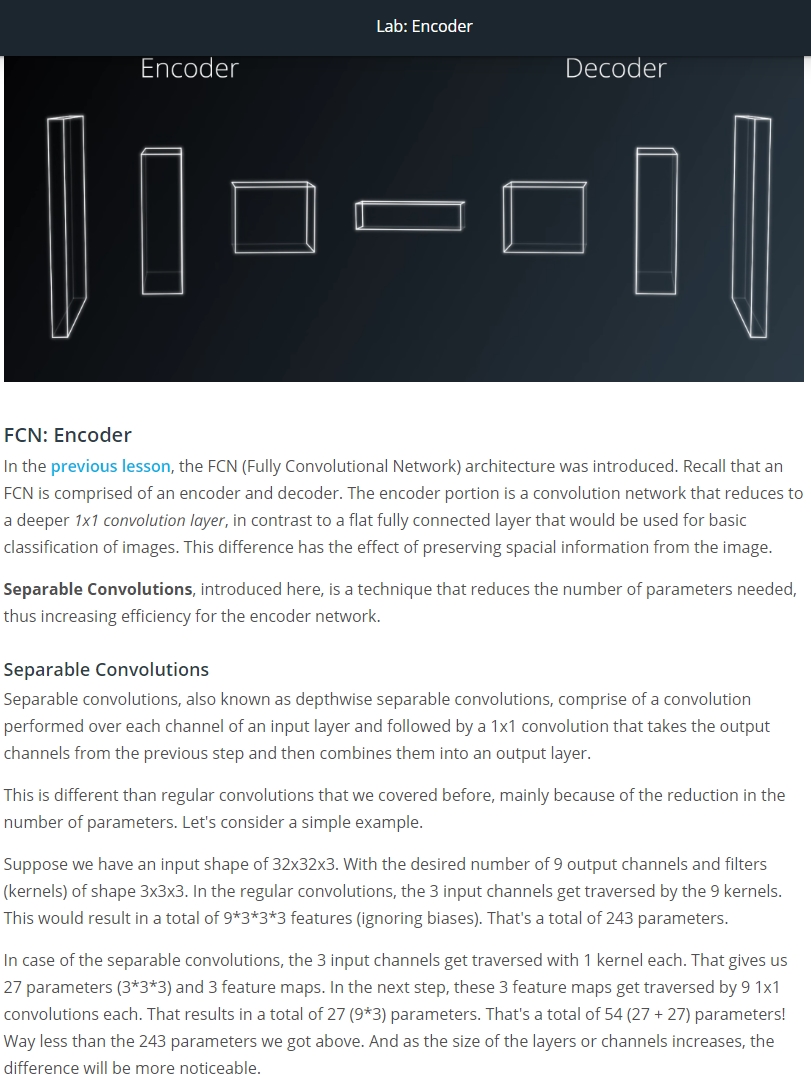 Lab: Encoder
Encoder
Decoder
FCN: Encoder
In the previous lesson, the FCN (Fully Convolutional Network) architecture was introduced. Recall that an
FCN is comprised of an encoder and decoder. The encoder portion is a convolution network that reduces to
a deeper 1x1 convolution layer, in contrast to a flat fully connected layer that would be used for basic
classification of images. This difference has the effect of preserving spacial information from the image.
Separable Convolutions, introduced here, is a technique that reduces the number of parameters needed,
thus increasing efficiency for the encoder network.
Separable Convolutions
Separable convolutions, also known as depthwise separable convolutions, comprise of a convolution
performed over each channel of an input layer and followed by a 1x1 convolution that takes the output
channels from the previous step and then combines them into an output layer.
This is different than regular convolutions that we covered before, mainly because of the reduction in the
number of parameters. Let's consider a simple example.
Suppose we have an input shape of 32x32x3. With the desired number of 9 output channels and filters
(kernels) of shape 3x3x3. In the regular convolutions, the 3 input channels get traversed by the 9 kernels.
This would result in a total of 9*3*3*3 features (ignoring biases). That's a total of 243 parameters.
In case of the separable convolutions, the 3 input channels get traversed with 1 kernel each. That gives us
27 parameters (3*3*3) and 3 feature maps. In the next step, these 3 feature maps get traversed by 9 1x1
convolutions each. That results in a total of 27 (9*3) parameters. That's a total of 54 (27 + 27) parameters!
Way less than the 243 parameters we got above. And as the size of the layers or channels increases, the
difference will be more noticeable.